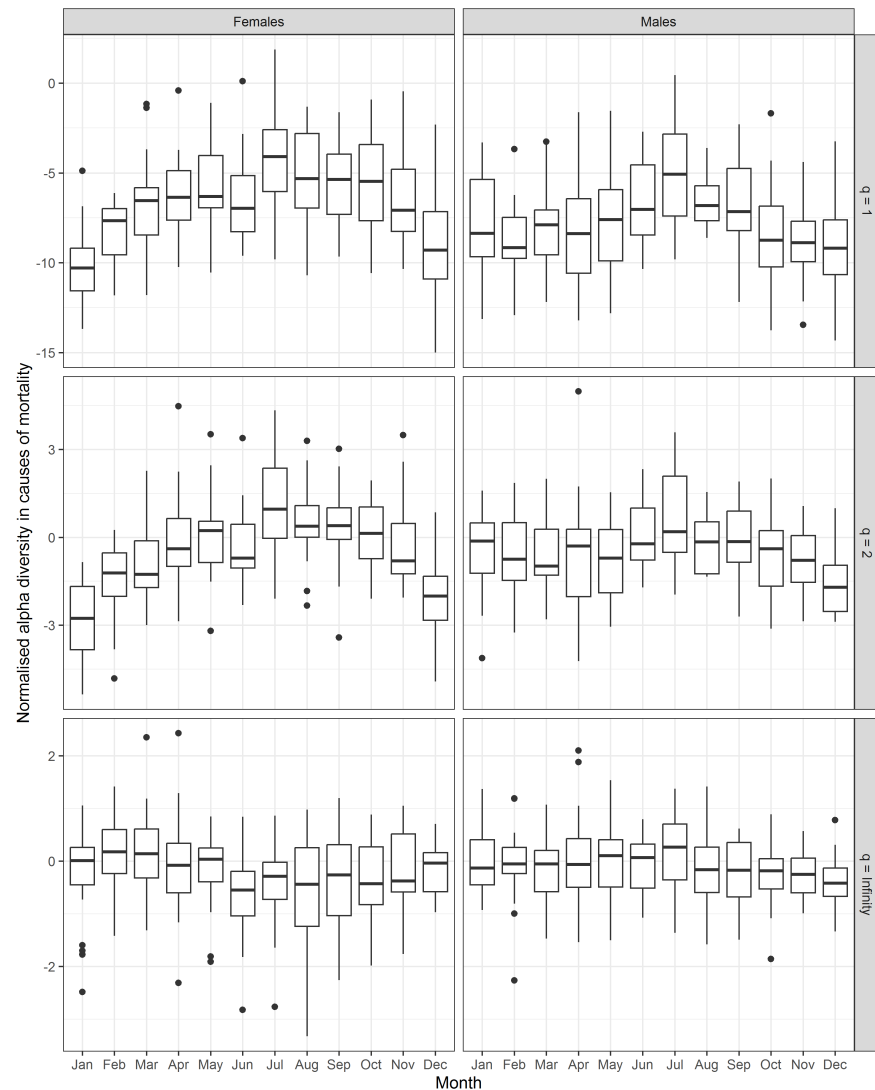 Females Males
0
-5
-10
-15
q = 1
3
0
-3
q = 2
2
0
-2
q = Infinity
Normalised alpha diversity in causes of mortality
Jan Feb Mar Apr May Jun Jul Aug Sep Oct Nov Dec Jan Feb Mar Apr May Jun Jul Aug Sep Oct Nov Dec
Month